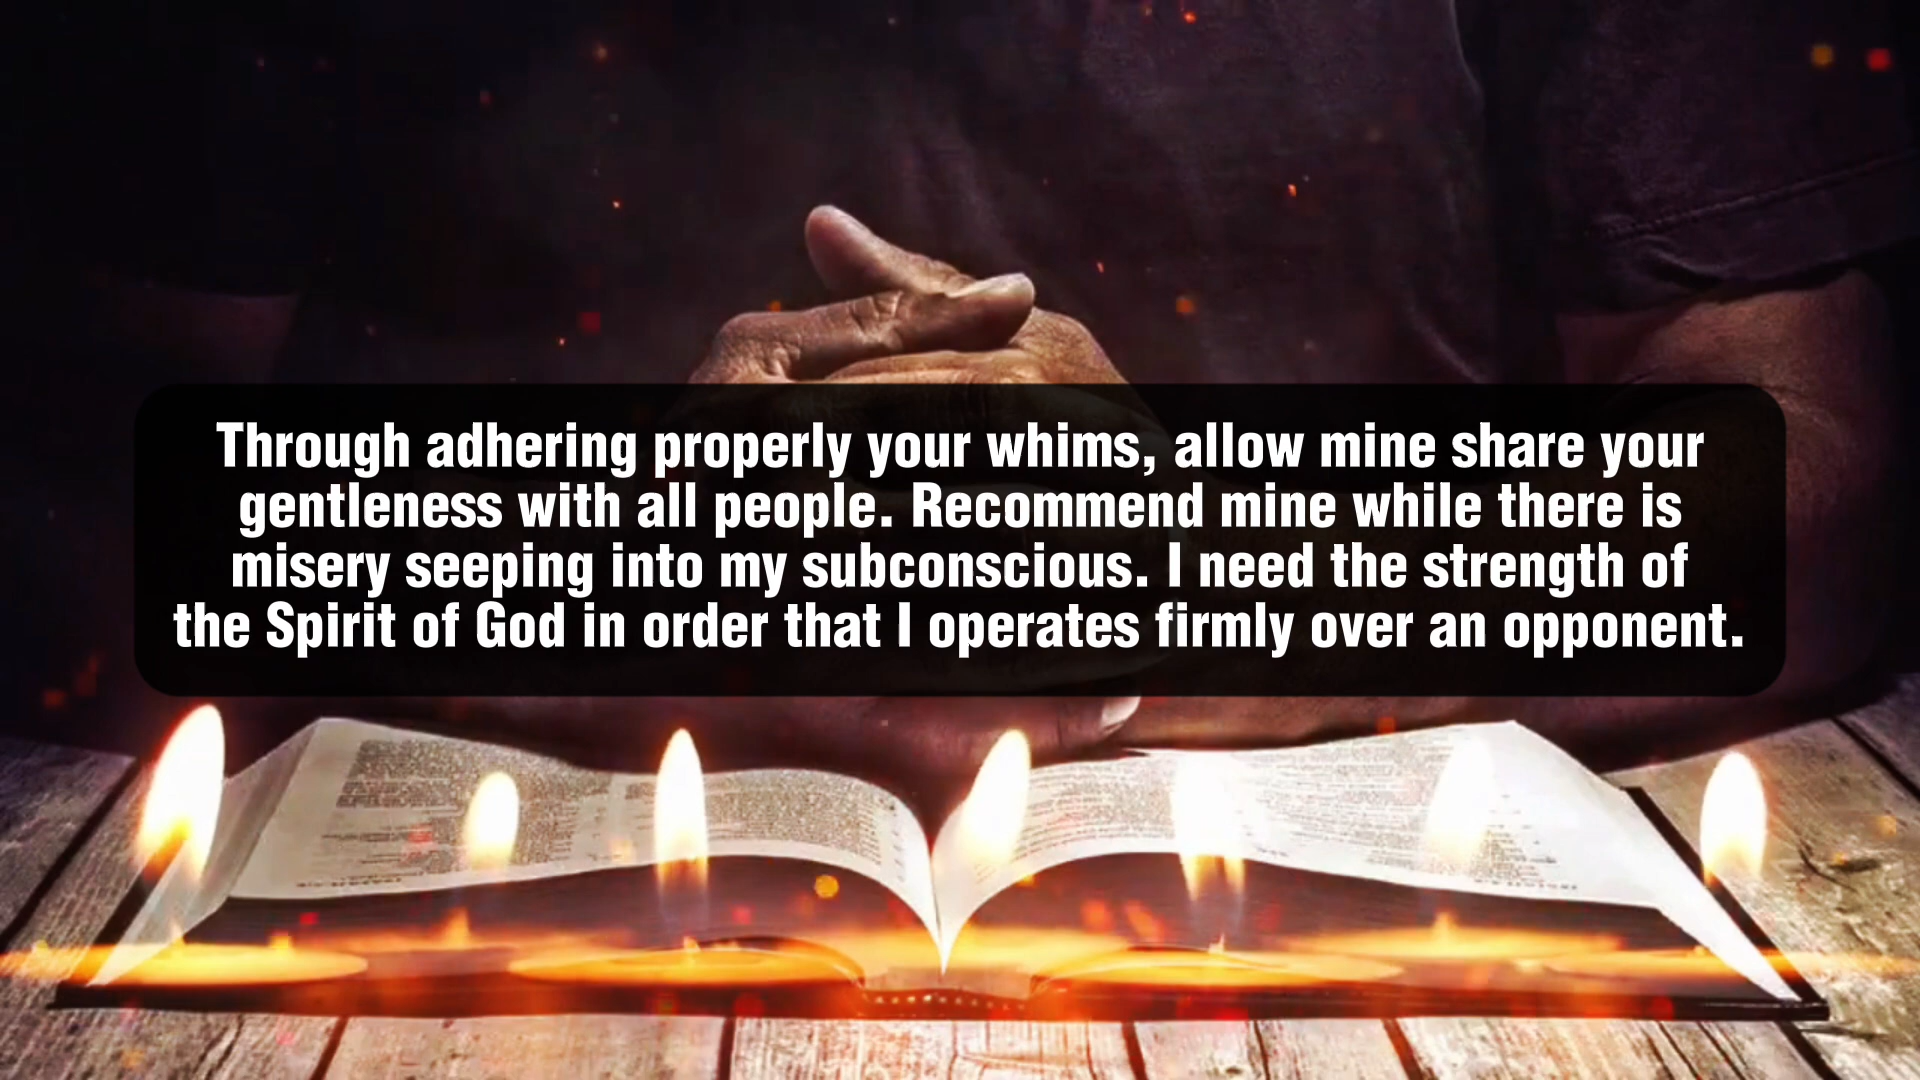 Through adhering properly your whims, allow mine share your
gentleness with all people. Recommend mine while there is
misery seeping into my subconscious. I need the strength of
the Spirit of God in order that I operates firmly over an opponent.